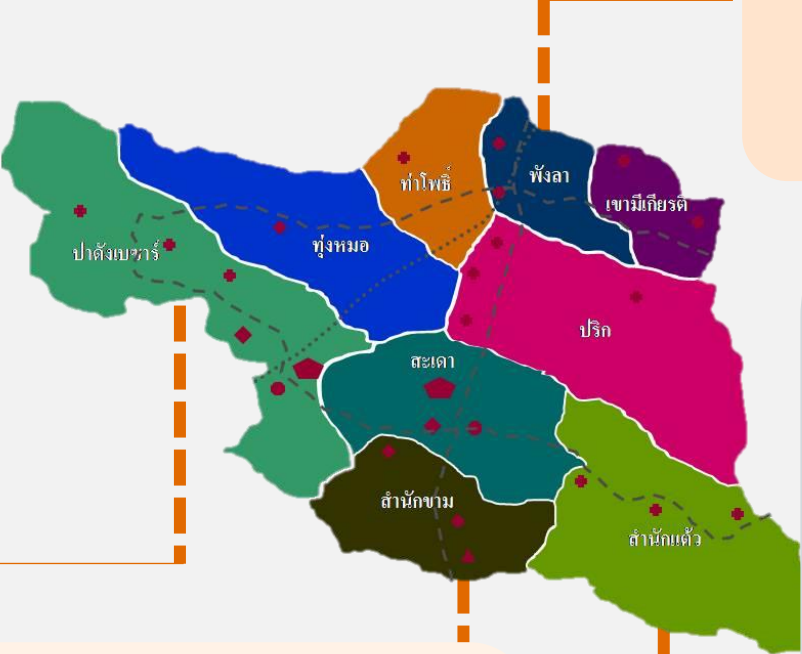 ท่าโพธิ์
พังลา
เขามีเกียรติ
ปาดังเบซาร์
ทุ่งหมอ
ปริก
สะเดา
สำนักขาม
สำนักแต้ว